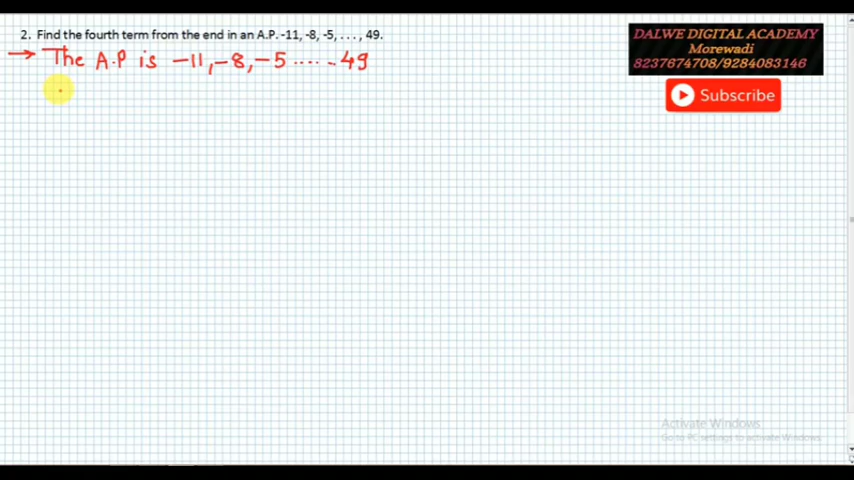 2. Find the fourth term from the end in an A.P. -11, -8, -5, . . . , 49.
→ The A.P is -11, -8, -5 ..... 49
DALWE DIGITAL ACADEMY
Morewadi
8237674708/9284083146
Subscribe
Activate Windows
Go to PC settings to activate Windows.